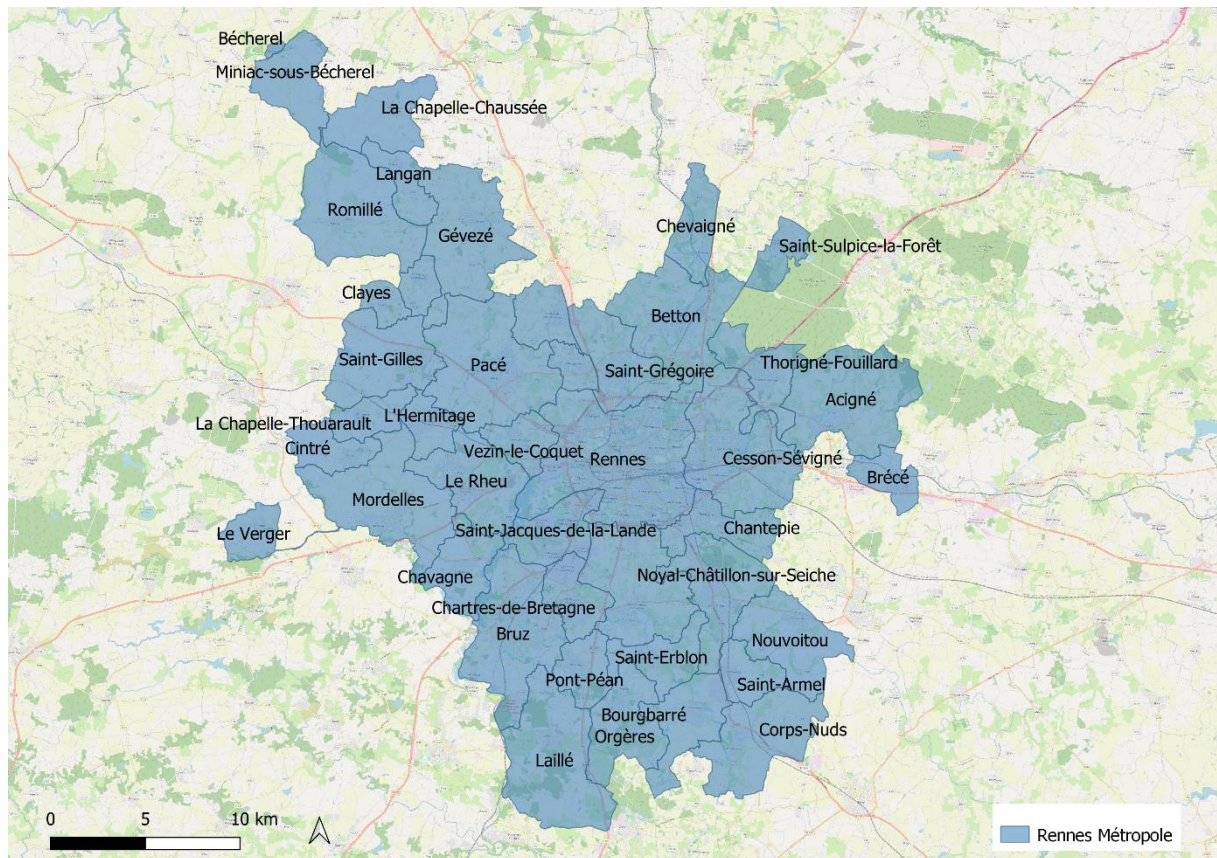 Bécherel
Miniac-sous-Bécherel
La Chapelle-Chaussée
Langan
Romillé
Gévezé
Chevaigné
Saint-Sulpice-la-Forêt
Clayes
Betton
Saint-Gilles
Pacé
Saint-Grégoire
Thorigné-Fouillard
Acigné
L'Hermitage
La Chapelle-Thouarault
Cintré
Vezin-le-Coquet
Rennes
Cesson-Sévigné
Brécé
Le Rheu
Mordelles
Le Verger
Saint-Jacques-de-la-Lande
Chantepie
Chavagne
Noyal-Châtillon-sur-Seiche
Chartres-de-Bretagne
Bruz
Nouvoitou
Saint-Erblon
Pont-Péan
Saint-Armel
Bourgbarré
Orgères
Corps-Nuds
Laillé
0 5 10 km
Rennes Métropole